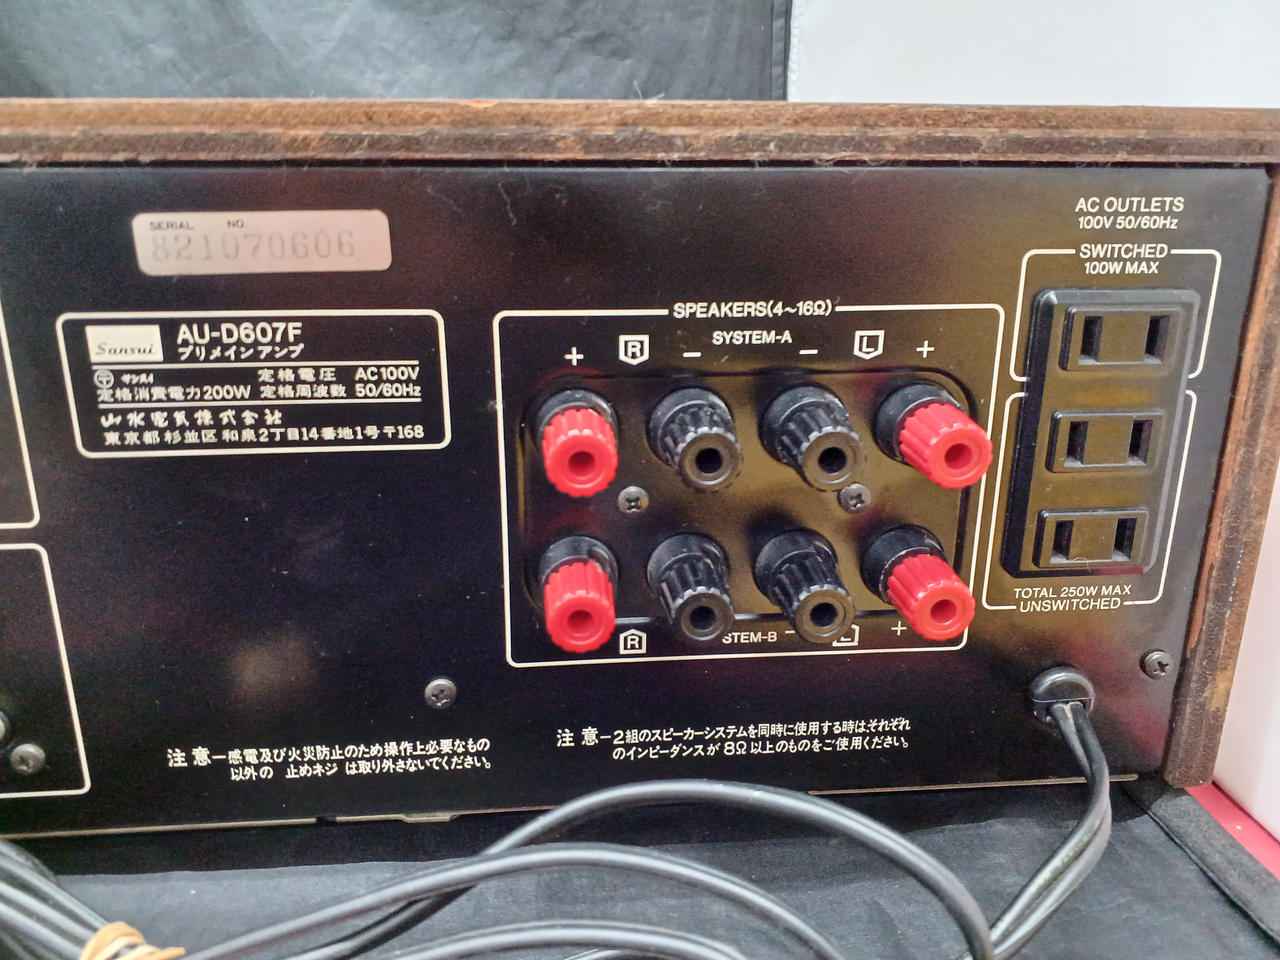 SERIAL NO.
821070606
Sansui AU-D607F
プリメインアンプ
サンスイ 定格電圧 AC100V
定格消費電力200W 定格周波数 50/60Hz
山水電気株式会社
東京都杉並区和泉2丁目14番地1号〒168
SPEAKERS(4~16Ω)
SYSTEM-A
+ R − − L +
STEM-B − +
R L
AC OUTLETS
100V 50/60Hz
SWITCHED
100W MAX
TOTAL 250W MAX
UNSWITCHED
注意−感電及び火災防止のため操作上必要なもの
以外の 止めネジ は取り外さないでください。
注意−2組のスピーカーシステムを同時に使用する時はそれぞれ
のインピーダンスが8Ω以上のものをご使用ください。